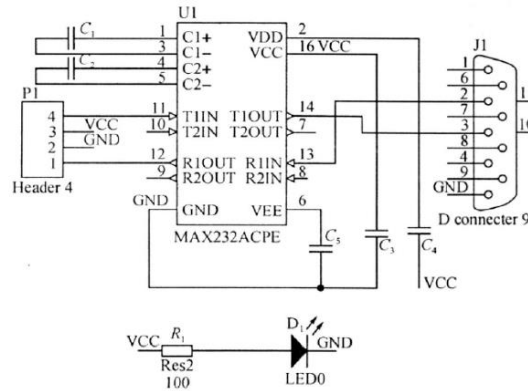 U1
C1
1
C1+
VDD
2
J1
3
C1-
VCC
16
VCC
C2
4
C2+
5
C2-
P1
1
6
2
7
3
8
4
9
GND
11
10
4
11
T1IN
T1OUT
14
3
VCC
10
T2IN
T2OUT
7
2
GND
1
12
R1OUT
R1IN
13
9
R2OUT
R2IN
8
Header 4
GND
GND
VEE
6
D connecter 9
MAX232ACPE
C5
C3
C4
VCC
VCC
R1
D1
GND
Res2
LED0
100